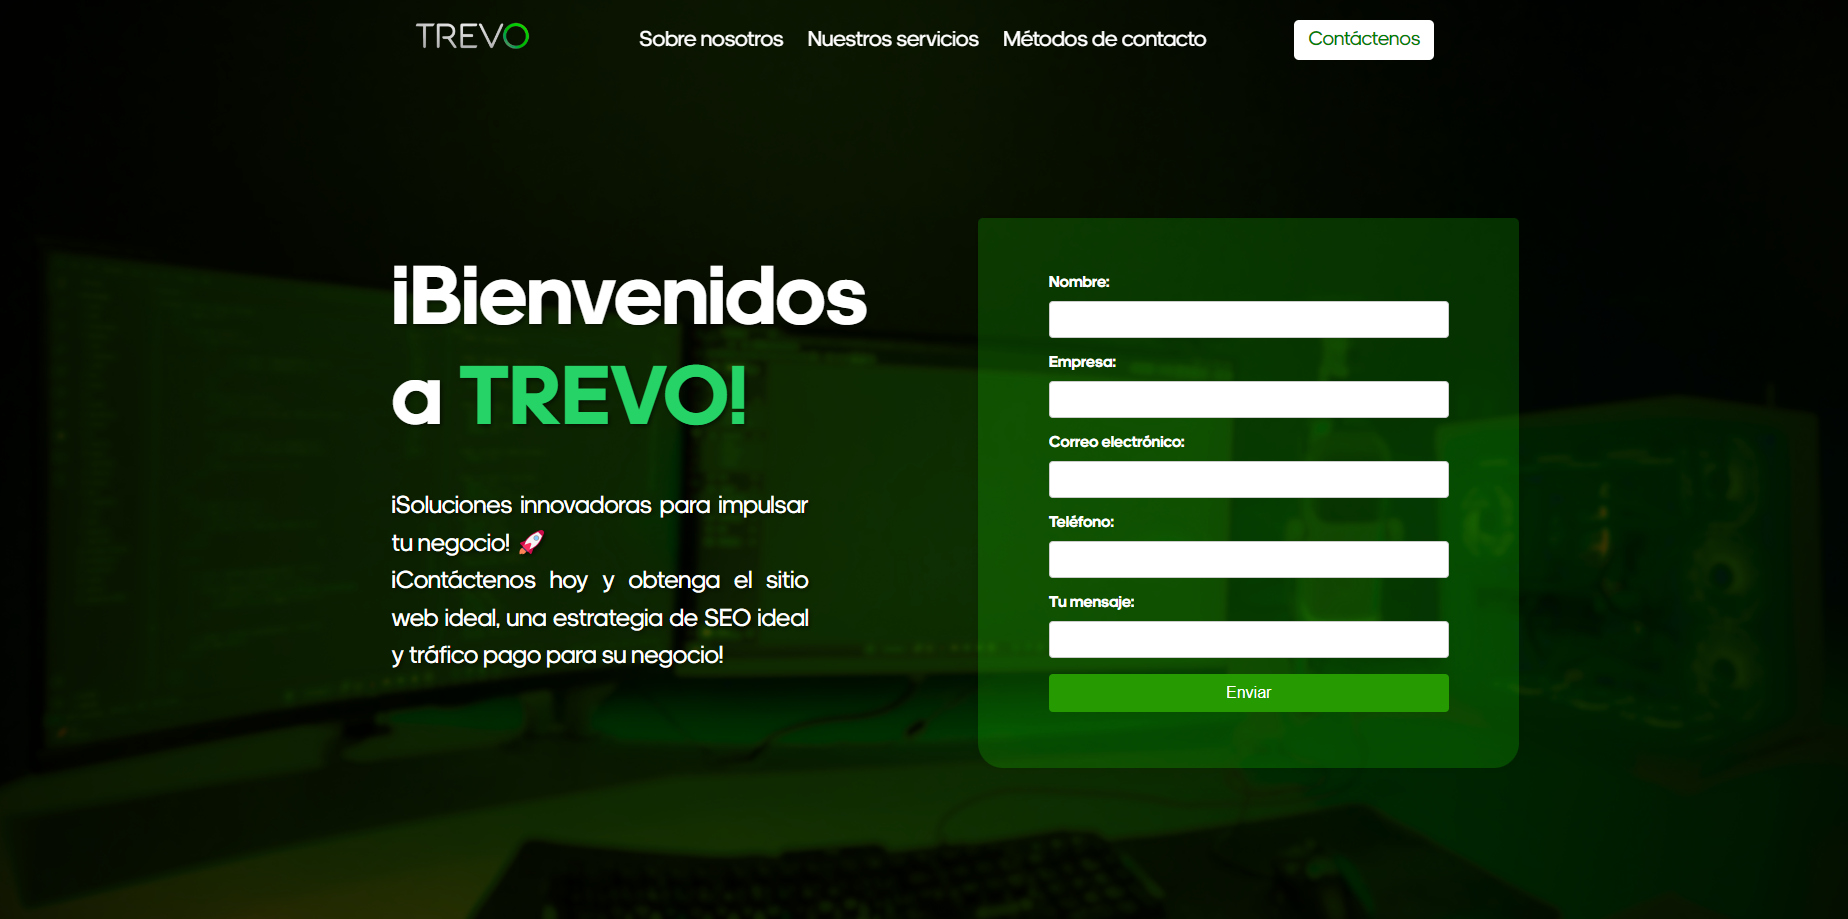 TREVO
Sobre nosotros Nuestros servicios Métodos de contacto
Contáctenos
¡Bienvenidos
a TREVO!
¡Soluciones innovadoras para impulsar
tu negocio! 🚀
¡Contáctenos hoy y obtenga el sitio
web ideal, una estrategia de SEO ideal
y tráfico pago para su negocio!
Nombre:
Empresa:
Correo electrónico:
Teléfono:
Tu mensaje:
Enviar